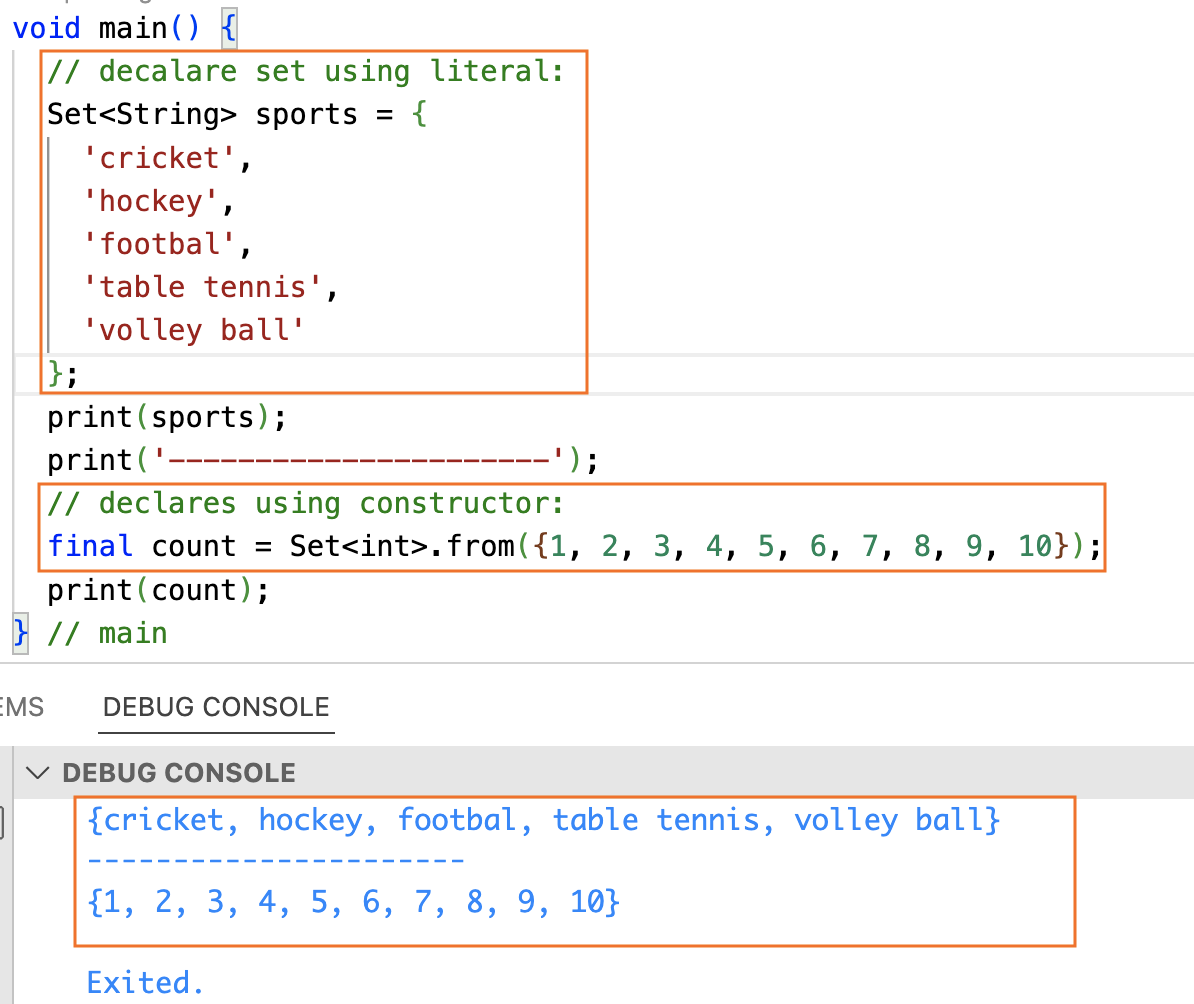 void main() {
// decalare set using literal:
Set<String> sports = {
'cricket',
'hockey',
'footbal',
'table tennis',
'volley ball'
};
print(sports);
print('----------------------');
// declares using constructor:
final count = Set<int>.from({1, 2, 3, 4, 5, 6, 7, 8, 9, 10});
print(count);
} // main
EMS DEBUG CONSOLE
DEBUG CONSOLE
{cricket, hockey, footbal, table tennis, volley ball}
----------------------
{1, 2, 3, 4, 5, 6, 7, 8, 9, 10}
Exited.